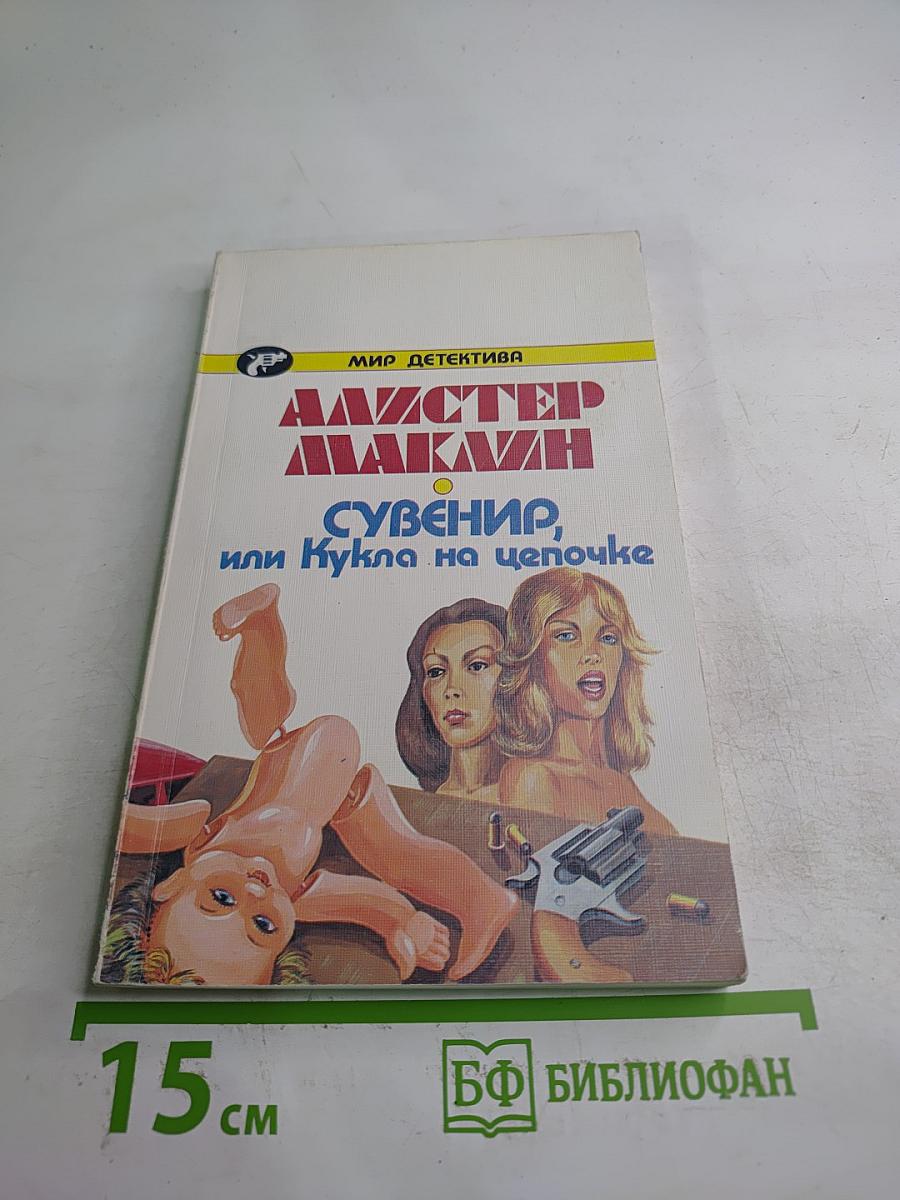 МИР ДЕТЕКТИВА
АЛИСТЕР
МАКЛИН
СУВЕНИР,
или Кукла на цепочке
15 см
БФ БИБЛИОФАН